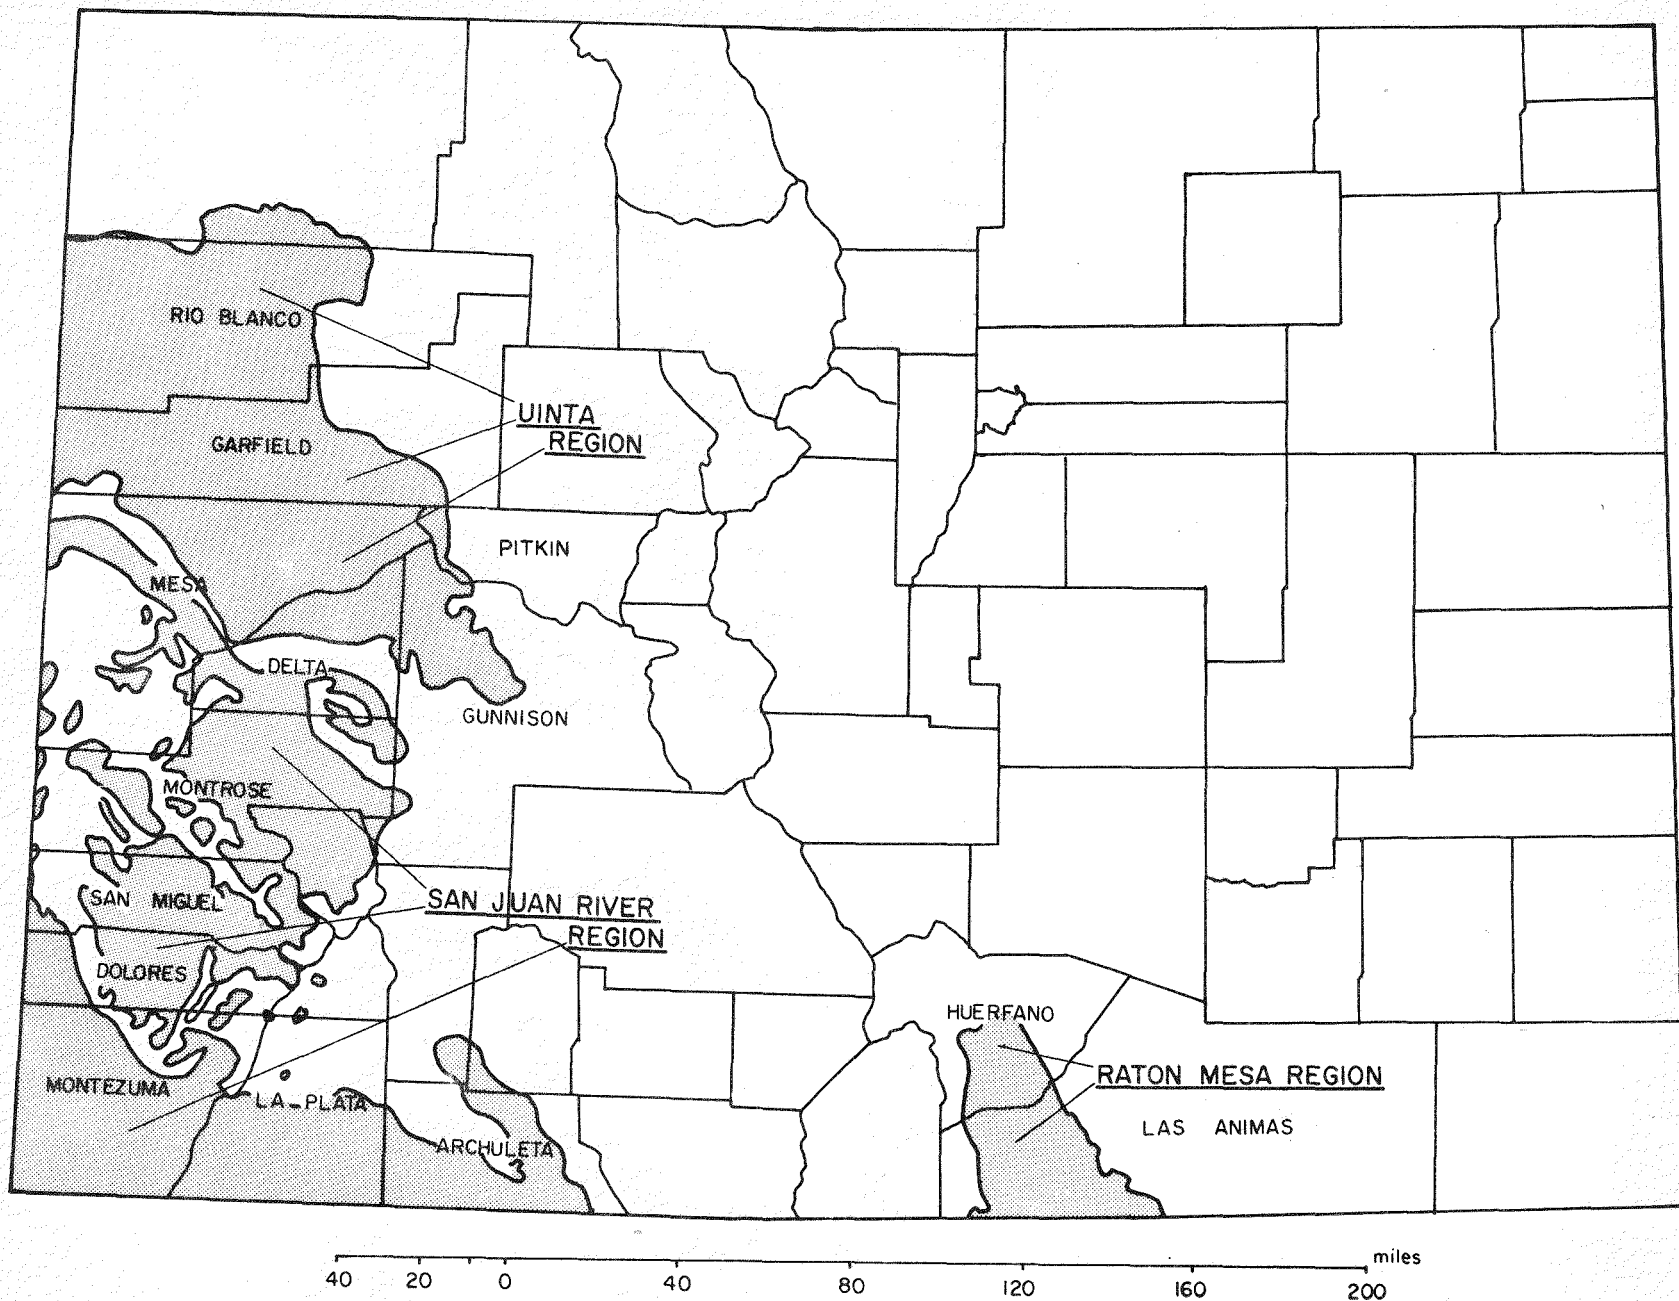 RIO BLANCO
UINTA
REGION
GARFIELD
PITKIN
MESA
DELTA
GUNNISON
MONTROSE
SAN MIGUEL
SAN JUAN RIVER
REGION
DOLORES
HUERFANO
MONTEZUMA
LA PLATA
RATON MESA REGION
LAS ANIMAS
ARCHULETA
miles
40 20 0 40 80 120 160 200